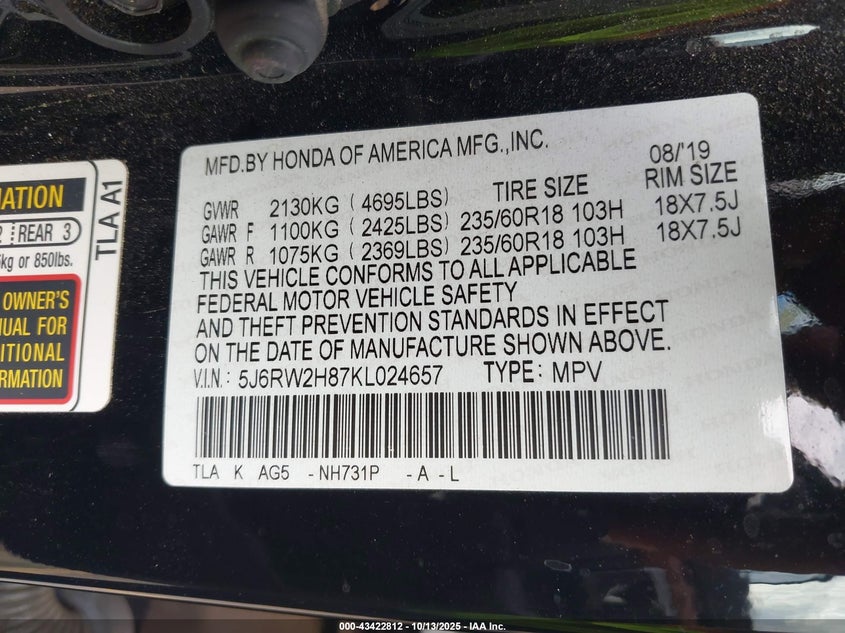 MFD.BY HONDA OF AMERICA MFG.,INC. 08/'19
GVWR 2130KG ( 4695LBS) TIRE SIZE RIM SIZE
GAWR F 1100KG ( 2425LBS) 235/60R18 103H 18X7.5J
GAWR R 1075KG ( 2369LBS) 235/60R18 103H 18X7.5J
THIS VEHICLE CONFORMS TO ALL APPLICABLE
FEDERAL MOTOR VEHICLE SAFETY
AND THEFT PREVENTION STANDARDS IN EFFECT
ON THE DATE OF MANUFACTURE SHOWN ABOVE.
V.I.N.: 5J6RW2H87KL024657 TYPE: MPV
TLA K AG5 -NH731P -A -L
REAR 3
kg or 850lbs.
OWNER'S
FOR
TLA A1
000-43422812 - 10/13/2025 - IAA Inc.